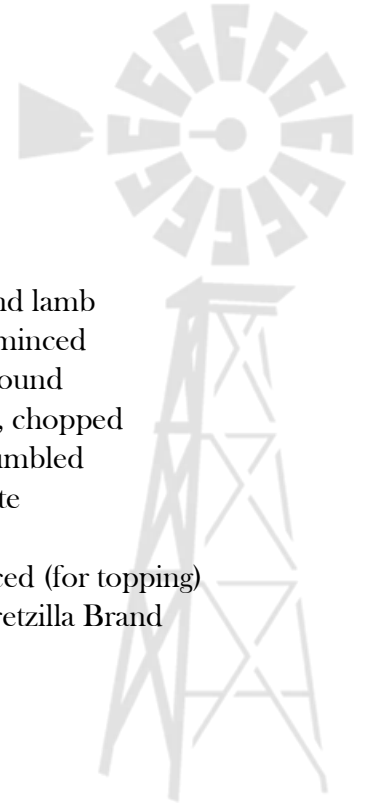 nd lamb
minced
ound
, chopped
umbled
te
ced (for topping)
retzilla Brand